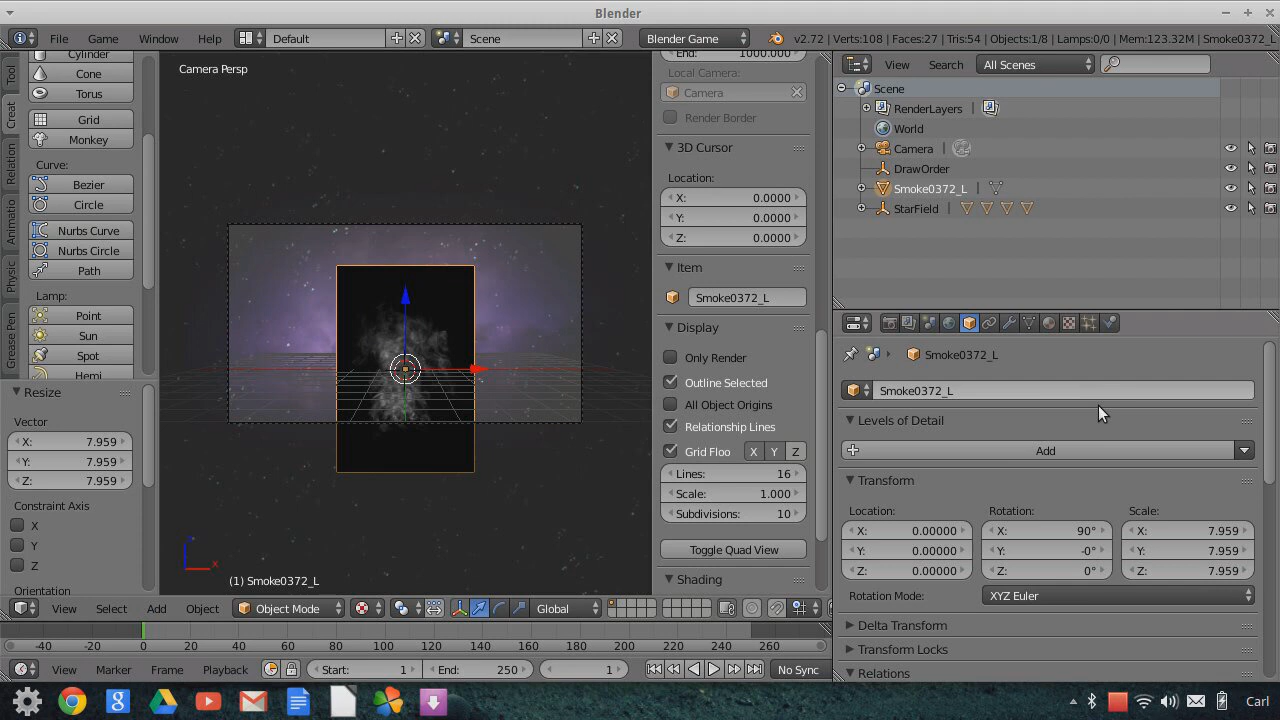 Blender
File Game Window Help Default Scene Blender Game v2.72 | Verts:108 | Faces:27 | Tris:54 | Objects:1/8 | Lamps:0/0 | Mem:123.32M | Smoke0372_L
Tool
Creat
Relation
Animatio
Physic
Grease Pen
Cylinder
Cone
Torus
Grid
Monkey
Curve:
Bezier
Circle
Nurbs Curve
Nurbs Circle
Path
Lamp:
Point
Sun
Spot
Hemi
Resize
Vector
X: 7.959
Y: 7.959
Z: 7.959
Constraint Axis
X
Y
Z
Orientation
Camera Persp
(1) Smoke0372_L
End: 1000.000
Local Camera:
Camera
Render Border
3D Cursor
Location:
X: 0.0000
Y: 0.0000
Z: 0.0000
Item
Smoke0372_L
Display
Only Render
Outline Selected
All Object Origins
Relationship Lines
Grid Floo X Y Z
Lines: 16
Scale: 1.000
Subdivisions: 10
Toggle Quad View
Shading
View Search All Scenes
Scene
RenderLayers |
World
Camera |
DrawOrder
Smoke0372_L |
StarField
Smoke0372_L
Smoke0372_L
Levels of Detail
Add
Transform
Location: Rotation: Scale:
X: 0.00000 X: 90° X: 7.959
Y: 0.00000 Y: -0° Y: 7.959
Z: 0.00000 Z: 0° Z: 7.959
Rotation Mode: XYZ Euler
Delta Transform
Transform Locks
Relations
View Select Add Object Object Mode Global
-40 -20 0 20 40 60 80 100 120 140 160 180 200 220 240 260
View Marker Frame Playback Start: 1 End: 250 1 No Sync
Carl